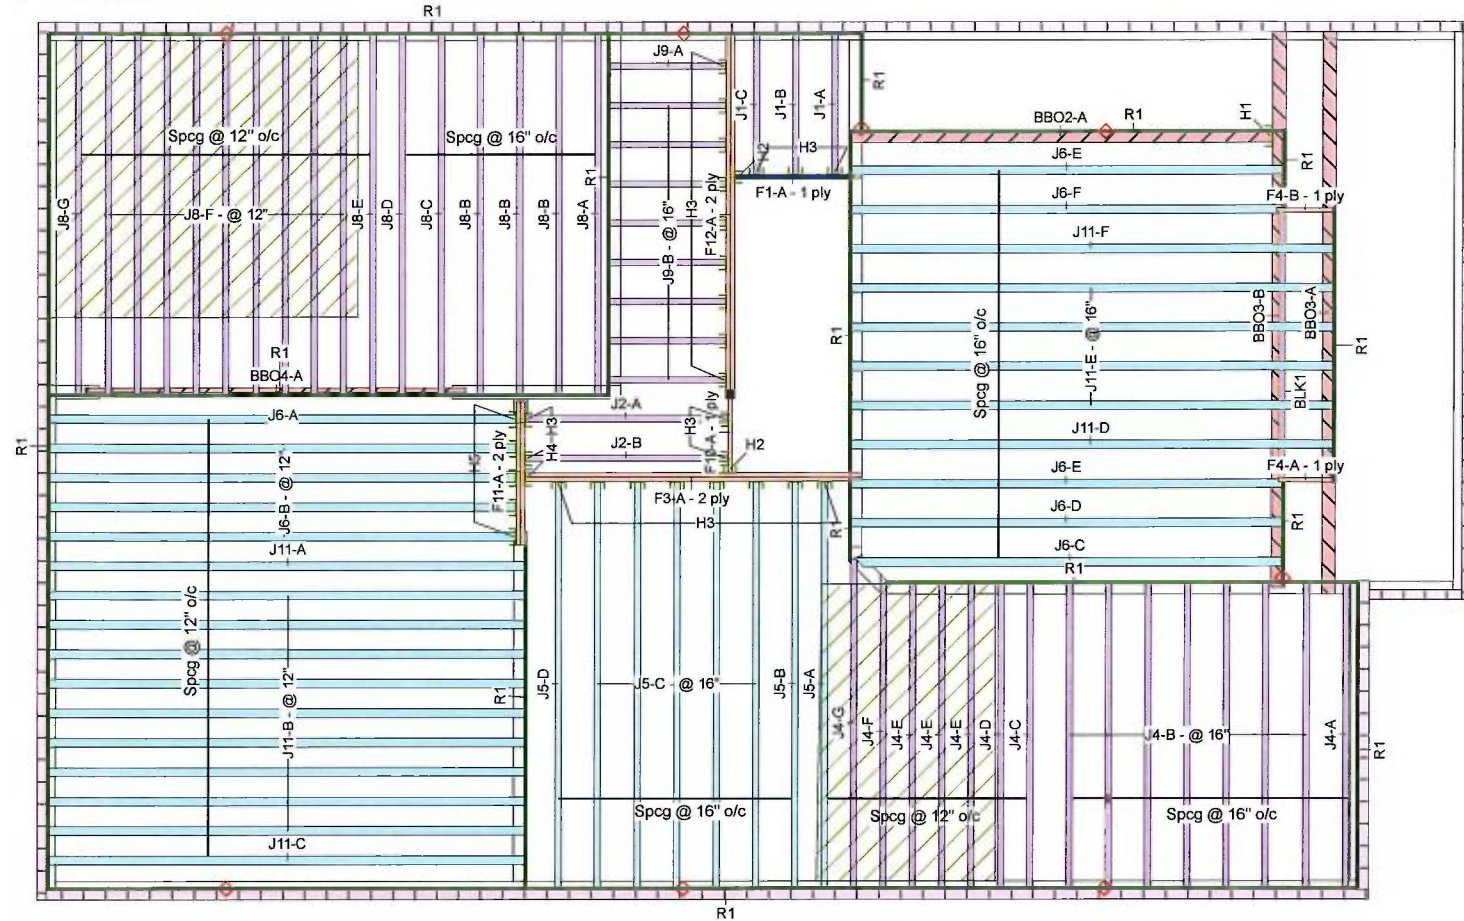 R1
J9-A
R1
BBO2-A
R1
H1
Spcg @ 12" o/c
Spcg @ 16" o/c
J1-C
J1-B
J1-A
H2
H3
J6-E
R1
R1
F1-A - 1 ply
J6-F
F4-B - 1 ply
J8-G
J8-F - @ 12"
J8-E
J8-D
J8-C
J8-B
J8-B
J8-B
J8-A
J9-B - @ 16"
H3
F12-A - 2 ply
J11-F
Spcg @ 16" o/c
J11-E - @ 16"
BBO3-B
BBO3-A
R1
R1
R1
BBO4-A
BLK1
J6-A
J2-A
H3
H3
J11-D
R1
J2-B
H4
H2
H5
F11-A - 2 ply
J6-B - @ 12"
J6-E
F4-A - 1 ply
F3-A - 2 ply
H3
R1
J6-D
R1
J11-A
J6-C
R1
Spcg @ 12" o/c
J11-B - @ 12"
R1
J5-D
J5-C - @ 16"
J5-B
J5-A
J4-G
J4-F
J4-E
J4-E
J4-E
J4-D
J4-C
J4-B - @ 16"
J4-A
R1
Spcg @ 16" o/c
Spcg @ 12" o/c
Spcg @ 16" o/c
J11-C
R1